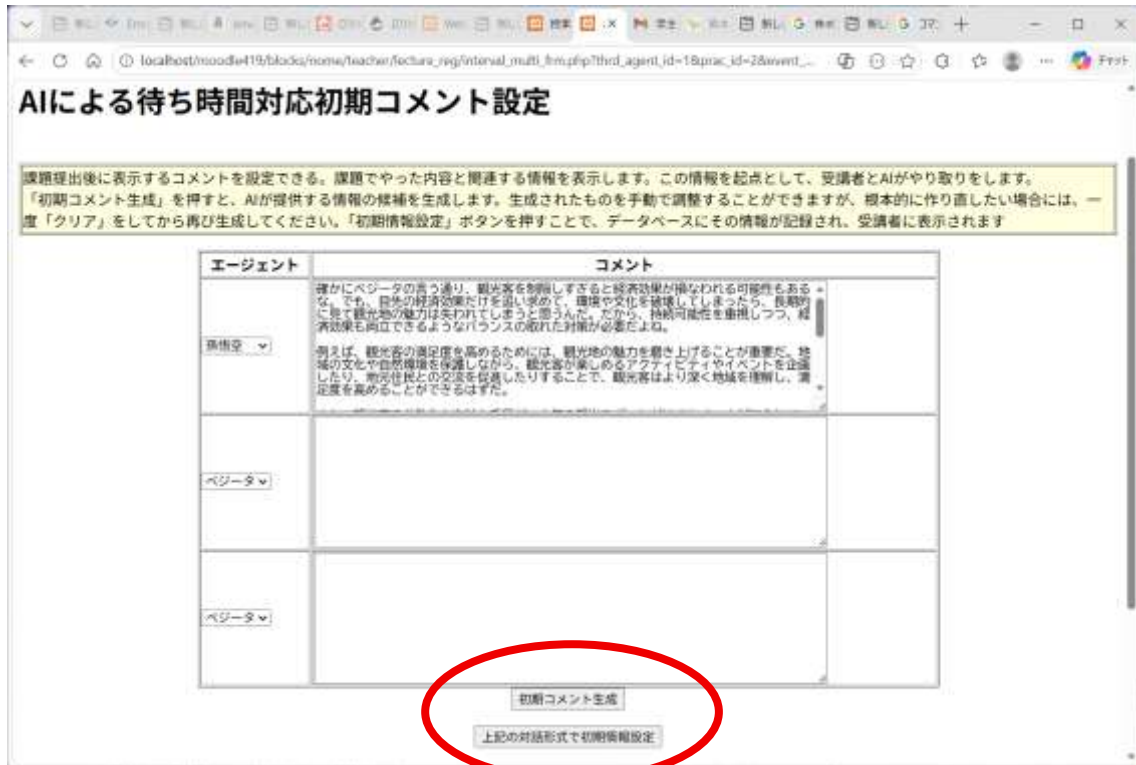 localhost/moodle419/blocks/
AIによる待ち時間対応初期コメント設定
課題提出後に表示するコメントを設定できる。課題でやった内容と関連する情報を表示します。この情報を起点として、受講者とAIがやり取りをします。
「初期コメント生成」を押すと、AIが提供する情報の候補を生成します。生成されたものを手動で調整することができますが、根本的に作り直したい場合には、一
度「クリア」をしてから再び生成してください。「初期情報設定」ボタンを押すことで、データベースにその情報が記録され、受講者に表示されます
エージェント コメント
確かにベジータの言う通り、観光客を制限しすぎると経済効果が損なわれる可能性もある
な。でも、目先の経済効果だけを追い求めて、環境や文化を破壊してしまったら、長期的
に見て観光地の魅力は失われてしまうと思うんだ。だから、持続可能性を重視しつつ、経
済効果も両立できるようなバランスの取れた対策が必要だよね。
孫悟空
例えば、観光客の満足度を高めるためには、観光地の魅力を磨き上げることが重要だ。地
域の文化や自然環境を保護しながら、観光客が楽しめるアクティビティやイベントを企画
したり、地元住民との交流を促進したりすることで、観光客はより深く地域を理解し、満
足度を高めることができるはずだ。
ベジータ
ベジータ
初期コメント生成
上記の対話形式で初期情報設定